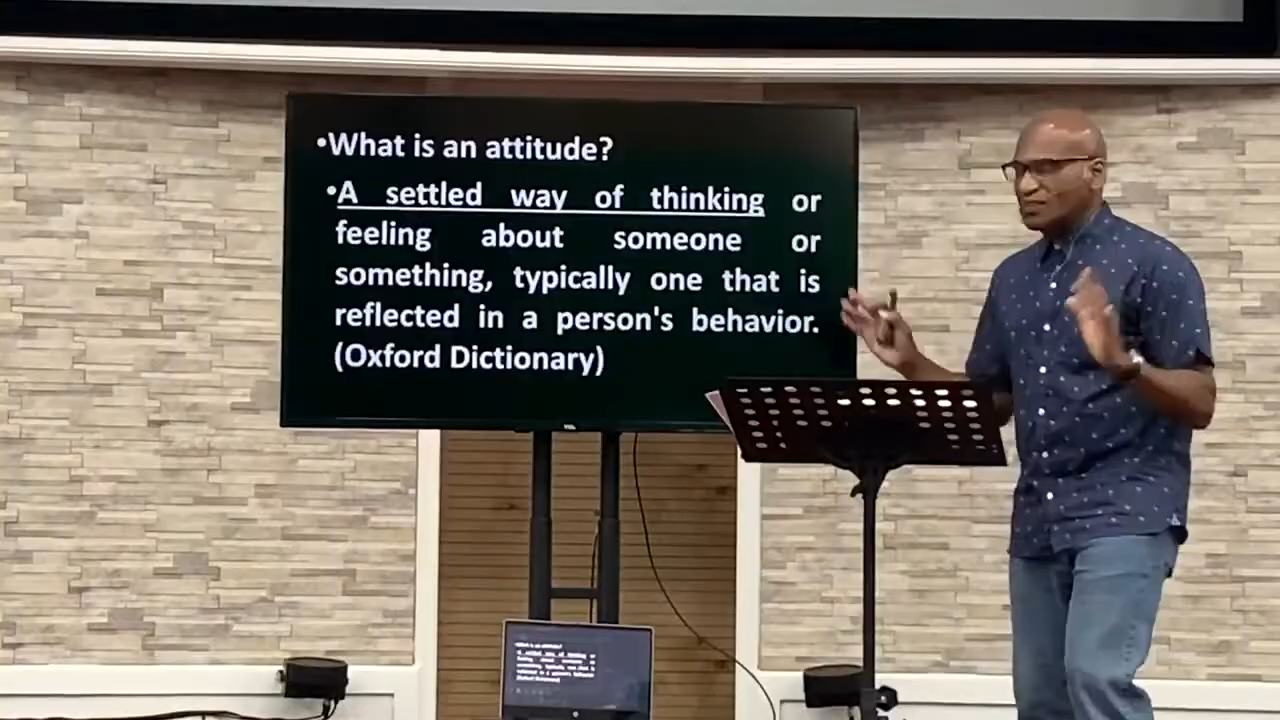 •What is an attitude?
•A settled way of thinking or
feeling about someone or
something, typically one that is
reflected in a person's behavior.
(Oxford Dictionary)